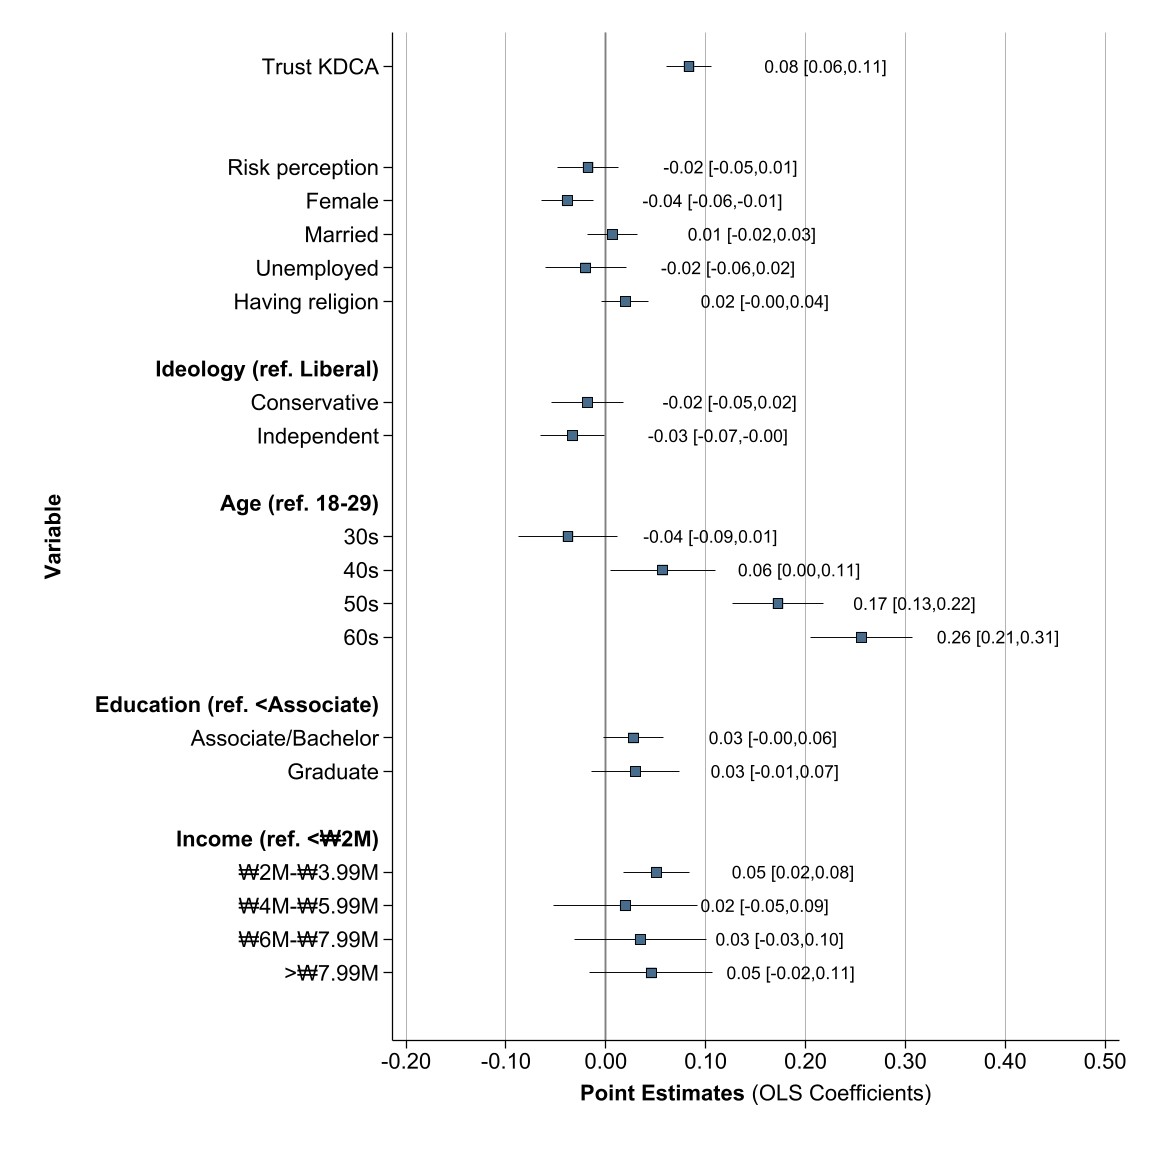 Trust KDCA 0.08 [0.06,0.11]
Risk perception -0.02 [-0.05,0.01]
Female -0.04 [-0.06,-0.01]
Married 0.01 [-0.02,0.03]
Unemployed -0.02 [-0.06,0.02]
Having religion 0.02 [-0.00,0.04]
Ideology (ref. Liberal)
Conservative -0.02 [-0.05,0.02]
Independent -0.03 [-0.07,-0.00]
Age (ref. 18-29)
30s -0.04 [-0.09,0.01]
40s 0.06 [0.00,0.11]
50s 0.17 [0.13,0.22]
60s 0.26 [0.21,0.31]
Education (ref. <Associate)
Associate/Bachelor 0.03 [-0.00,0.06]
Graduate 0.03 [-0.01,0.07]
Income (ref. <₩2M)
₩2M-₩3.99M 0.05 [0.02,0.08]
₩4M-₩5.99M 0.02 [-0.05,0.09]
₩6M-₩7.99M 0.03 [-0.03,0.10]
>₩7.99M 0.05 [-0.02,0.11]
Variable
-0.20 -0.10 0.00 0.10 0.20 0.30 0.40 0.50
Point Estimates (OLS Coefficients)